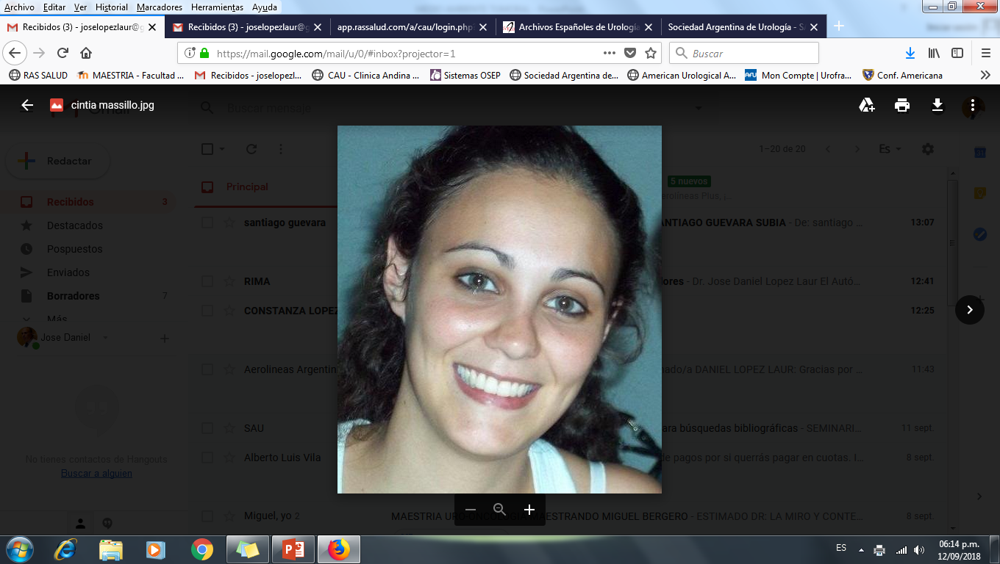 Archivo Editar Ver Historial Marcadores Herramientas Ayuda
Recibidos (3) - joselopezlaur@g
Recibidos (3) - joselopezlaur@g
app.rassalud.com/a/cau/login.php
Archivos Españoles de Urología
Sociedad Argentina de Urología - S
https://mail.google.com/mail/u/0/#inbox?projector=1
Buscar
RAS SALUD
MAESTRIA - Facultad ...
Recibidos - joselopezl...
CAU - Clinica Andina ...
Sistemas OSEP
Sociedad Argentina de...
American Urological A...
Mon Compte | Urofra...
Conf. Americana
cintia massillo.jpg
Buscar mensaje
Redactar
1–20 de 20
Es
Principal
5 nuevos
erolíneas Plus, ¡...
Recibidos 3
Destacados
Pospuestos
Enviados
Borradores 7
Más
Jose Daniel
No tienes contactos de Hangouts
Buscar a alguien
santiago guevara
ANTIAGO GUEVARA SUBIA - De: santiago ...
13:07
RIMA
lores - Dr. Jose Daniel Lopez Laur El Autó...
12:41
CONSTANZA LOPEZ
12:25
Aerolineas Argentin
nado/a DANIEL LOPEZ LAUR: Gracias por ...
11:43
SAU
ara búsquedas bibliográficas - SEMINARI...
11 sept.
Alberto Luis Vila
de pagos por si querrás pagar en cuotas. I...
8 sept.
Miguel, yo 2
MAESTRIA URO-ONCOLOGIA MAESTRANDO MIGUEL BERGERO - ESTIMADO DR: LA MIRO Y CONTE...
8 sept.
ES
06:14 p.m.
12/09/2018